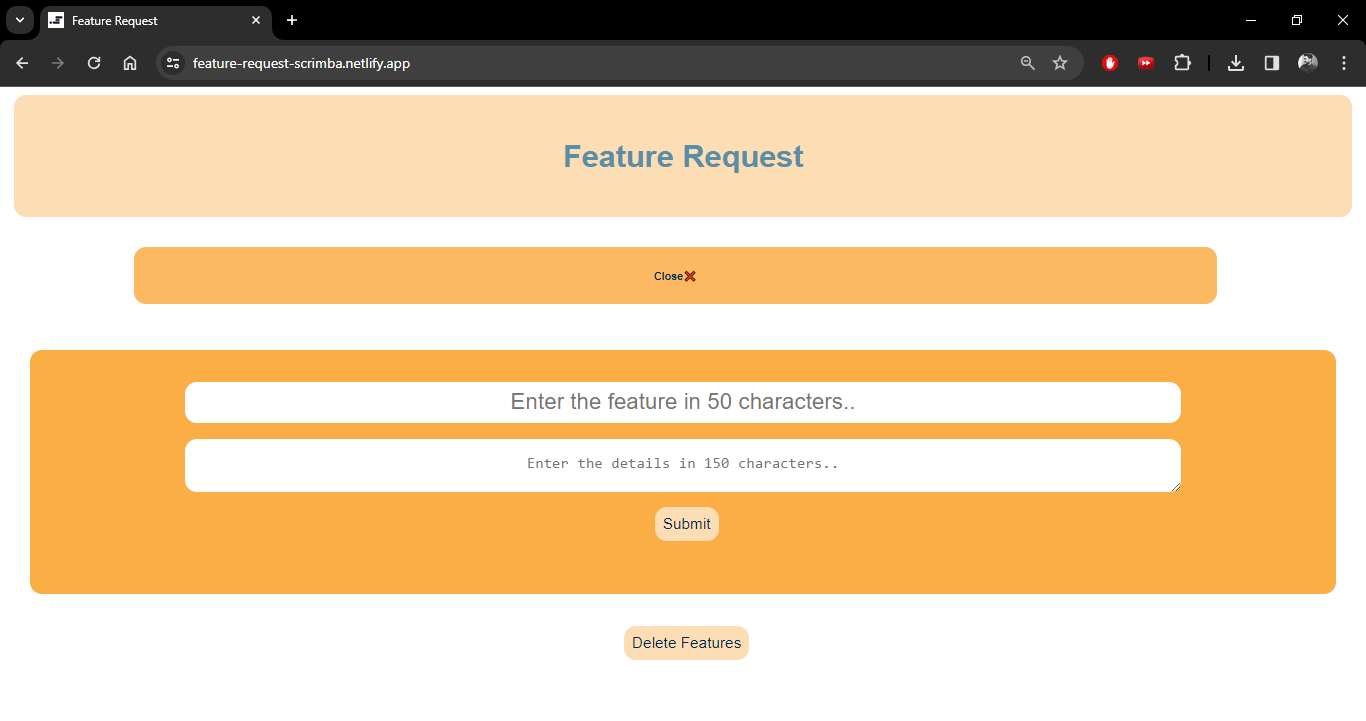 Feature Request
feature-request-scrimba.netlify.app
Feature Request
Close❌
Enter the feature in 50 characters..
Enter the details in 150 characters..
Submit
Delete Features